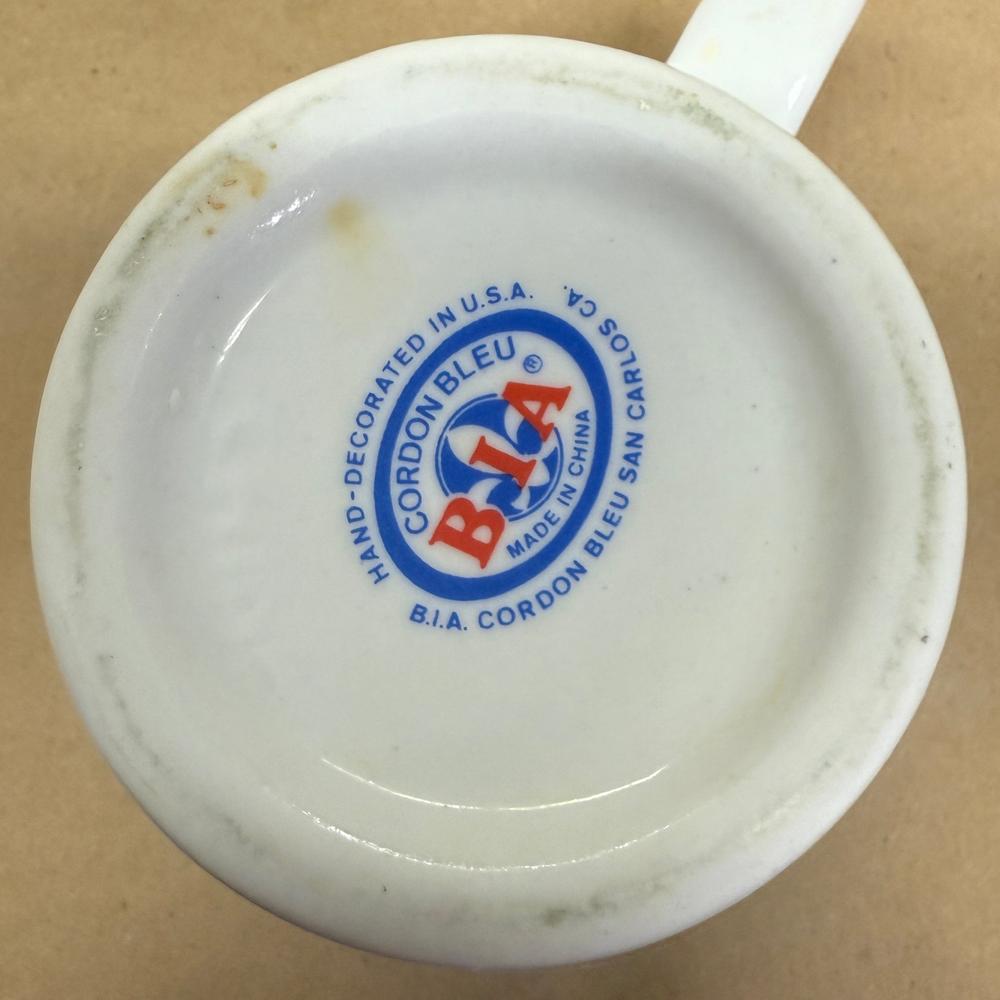 HAND-DECORATED IN U.S.A.
CORDON BLEU ®
BIA
MADE IN CHINA
B.I.A. CORDON BLEU SAN CARLOS CA.